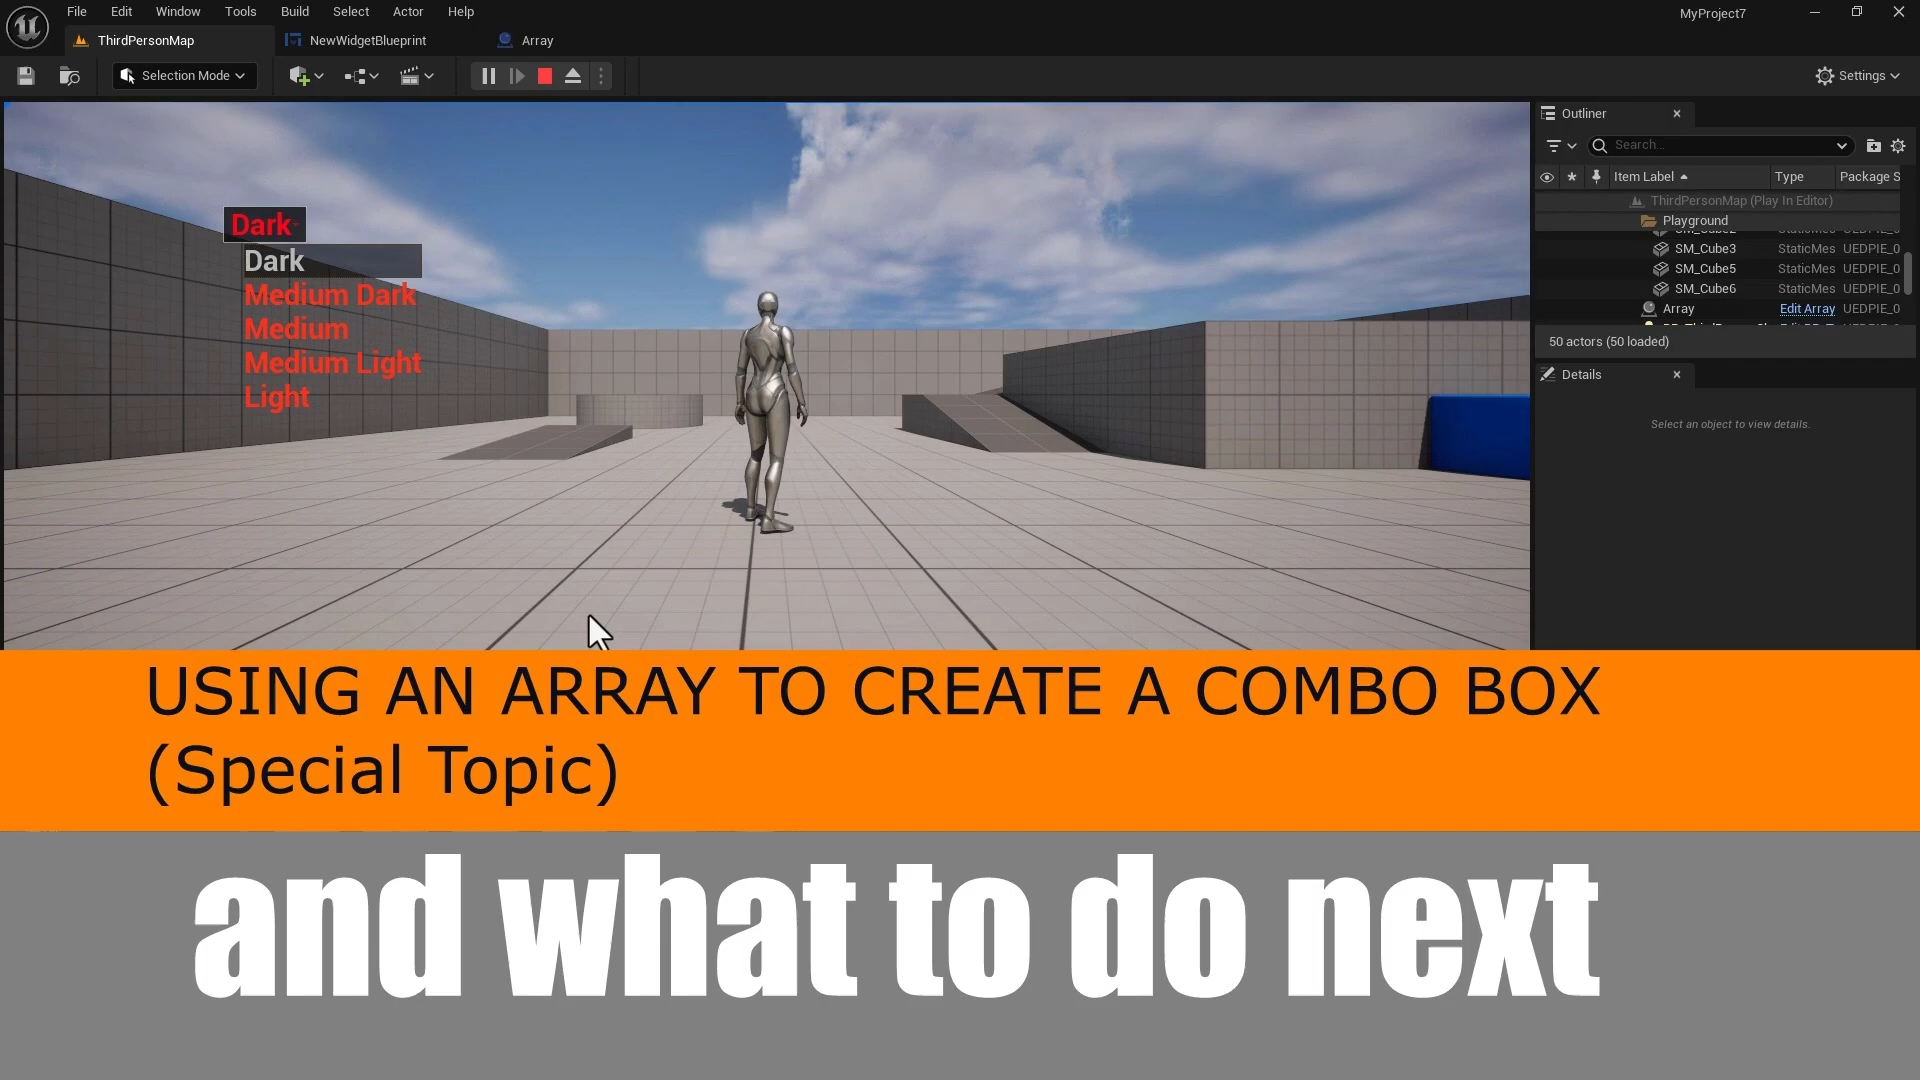 File Edit Window Tools Build Select Actor Help
MyProject7
ThirdPersonMap
NewWidgetBlueprint
Array
Selection Mode
Settings
Outliner
Search...
Item Label
Type
Package S
ThirdPersonMap (Play In Editor)
Playground
SM_Cube2 StaticMes UEDPIE_0
SM_Cube3 StaticMes UEDPIE_0
SM_Cube5 StaticMes UEDPIE_0
SM_Cube6 StaticMes UEDPIE_0
Array Edit Array UEDPIE_0
50 actors (50 loaded)
Details
Select an object to view details.
Dark
Dark
Medium Dark
Medium
Medium Light
Light
USING AN ARRAY TO CREATE A COMBO BOX
(Special Topic)
and what to do next